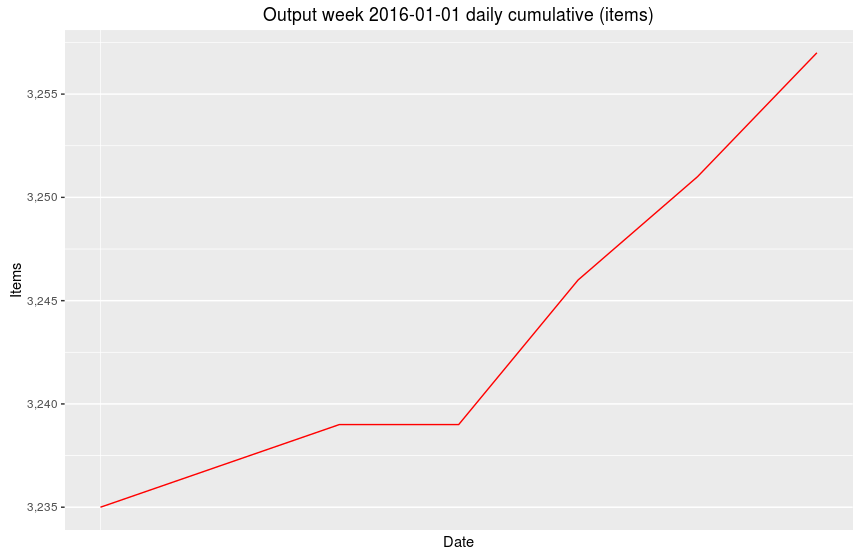 Output week 2016-01-01 daily cumulative (items)
3,255
3,250
3,245
3,240
3,235
Items
Date